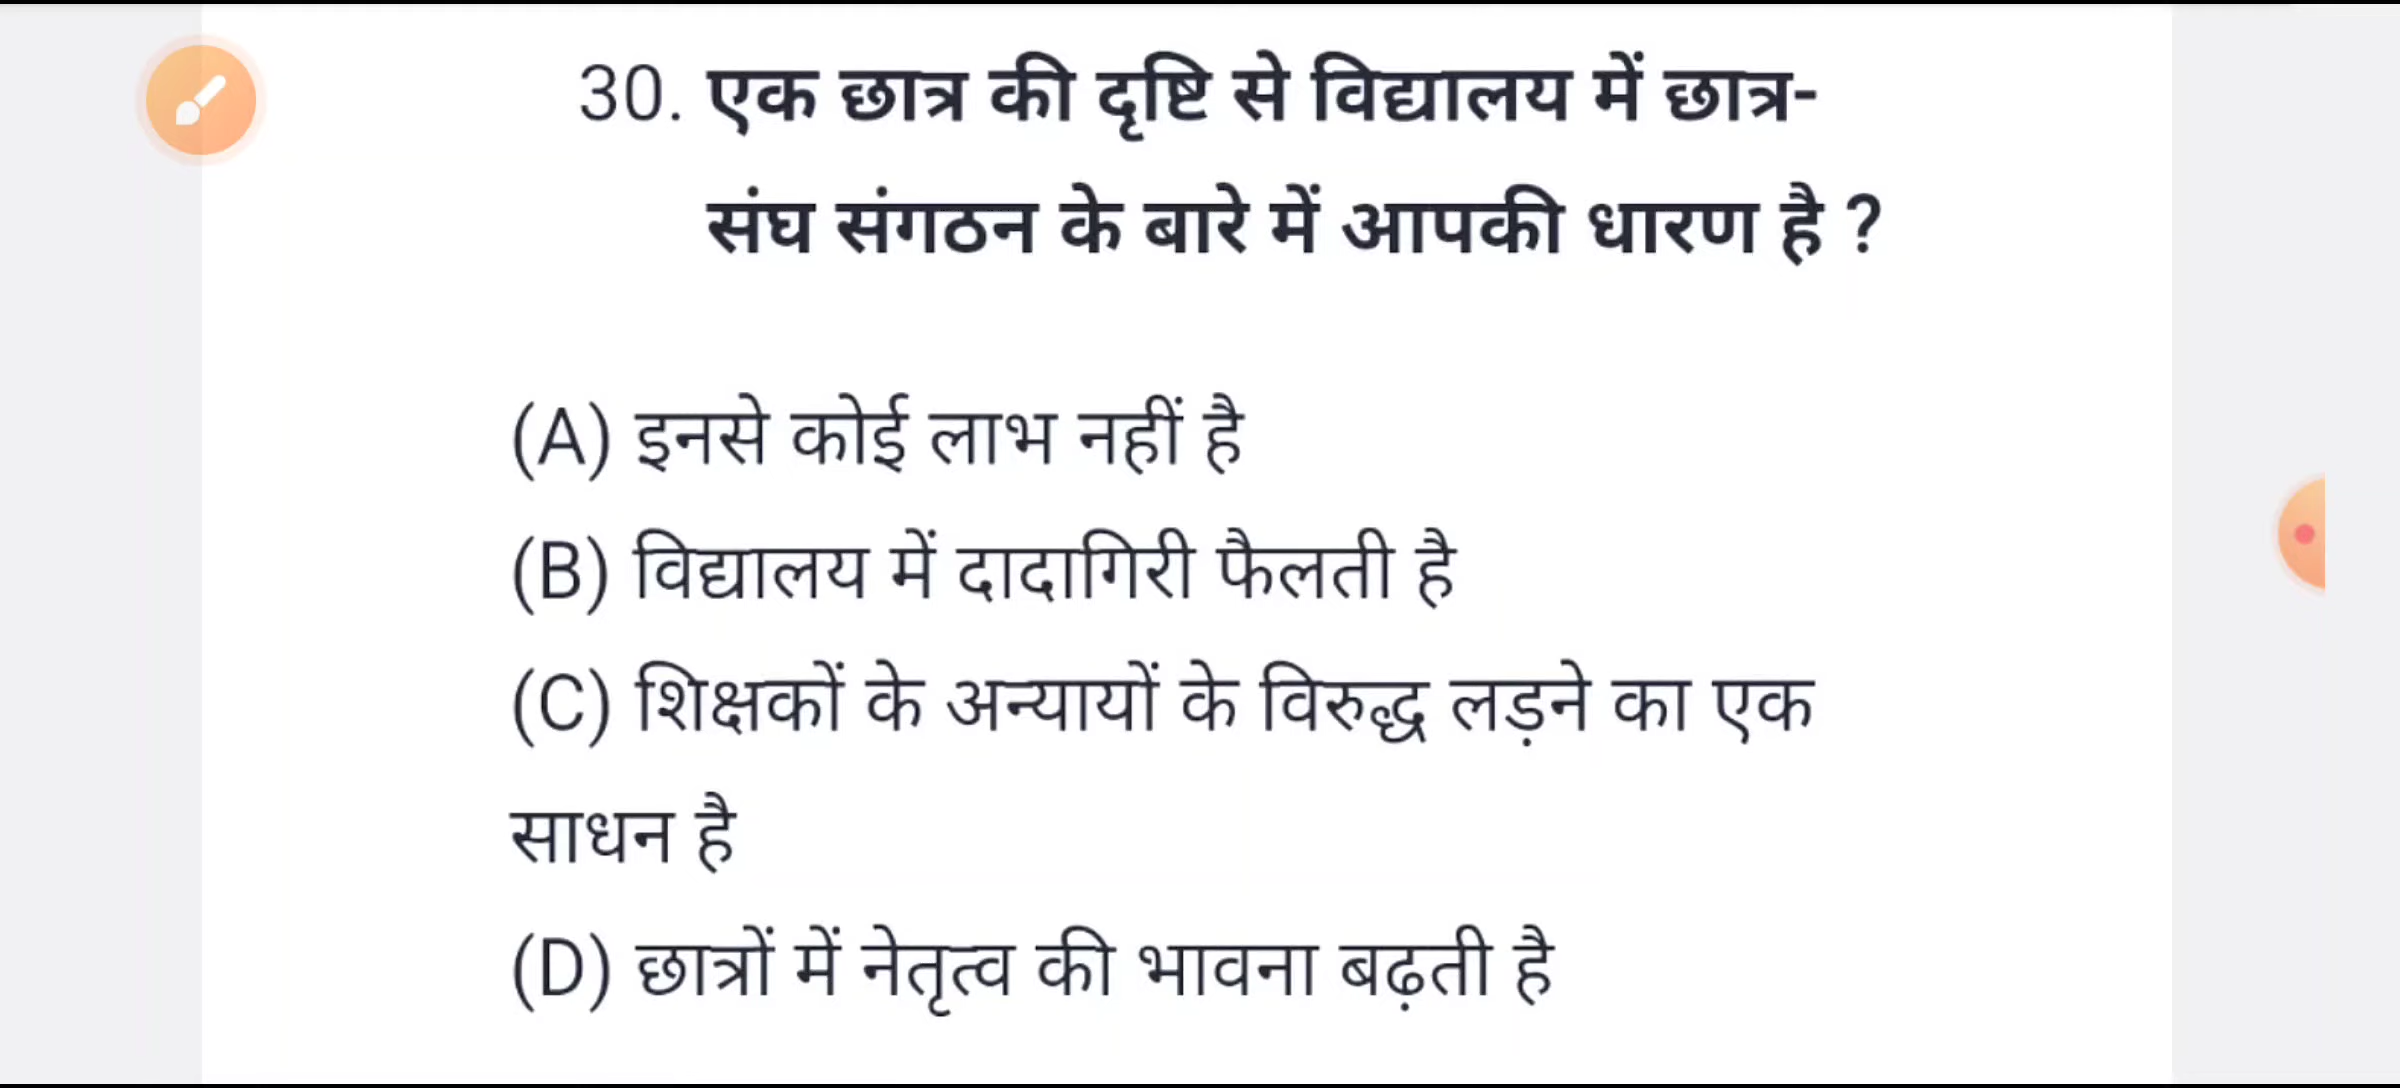 30. एक छात्र की दृष्टि से विद्यालय में छात्र-
संघ संगठन के बारे में आपकी धारण है ?
(A) इनसे कोई लाभ नहीं है
(B) विद्यालय में दादागिरी फैलती है
(C) शिक्षकों के अन्यायों के विरुद्ध लड़ने का एक
साधन है
(D) छात्रों में नेतृत्व की भावना बढ़ती है